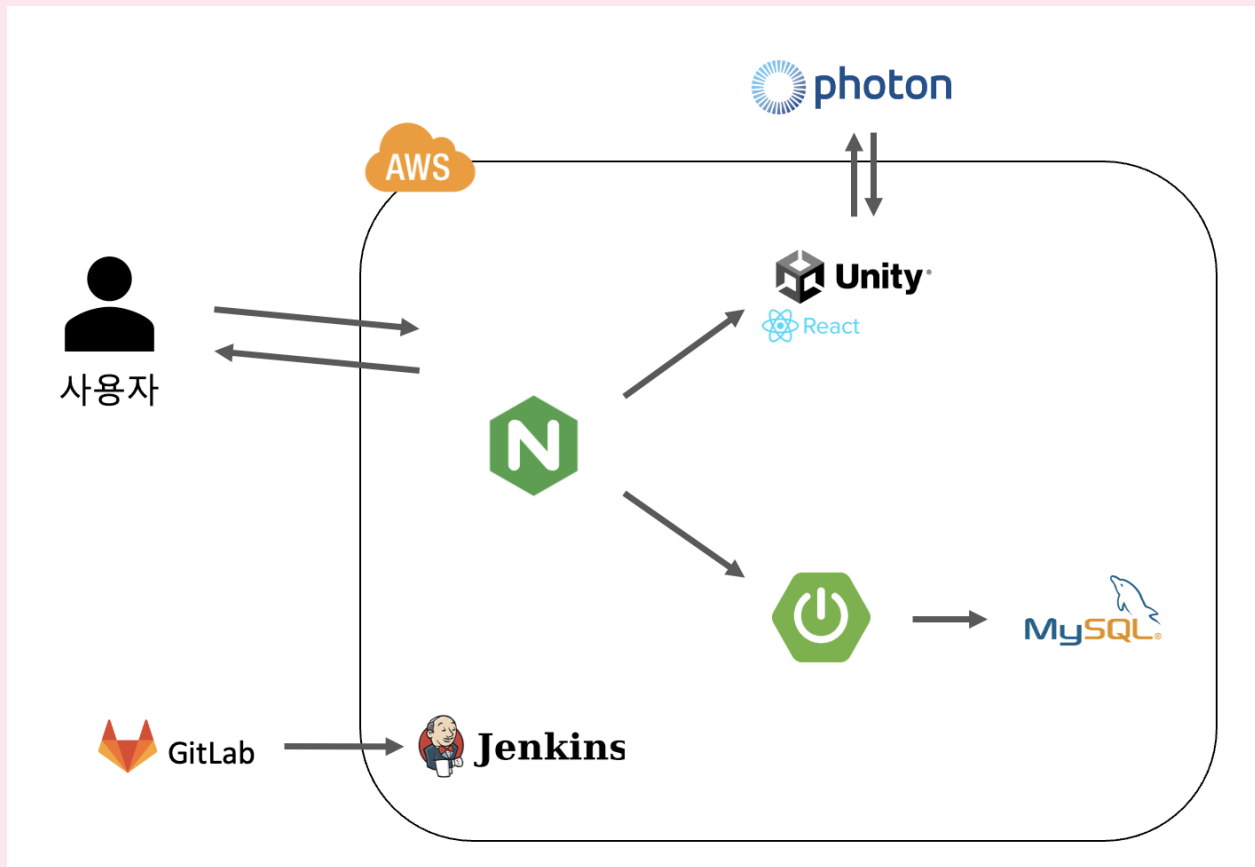 photon
AWS
Unity
React
사용자
N
MySQL
GitLab
Jenkins